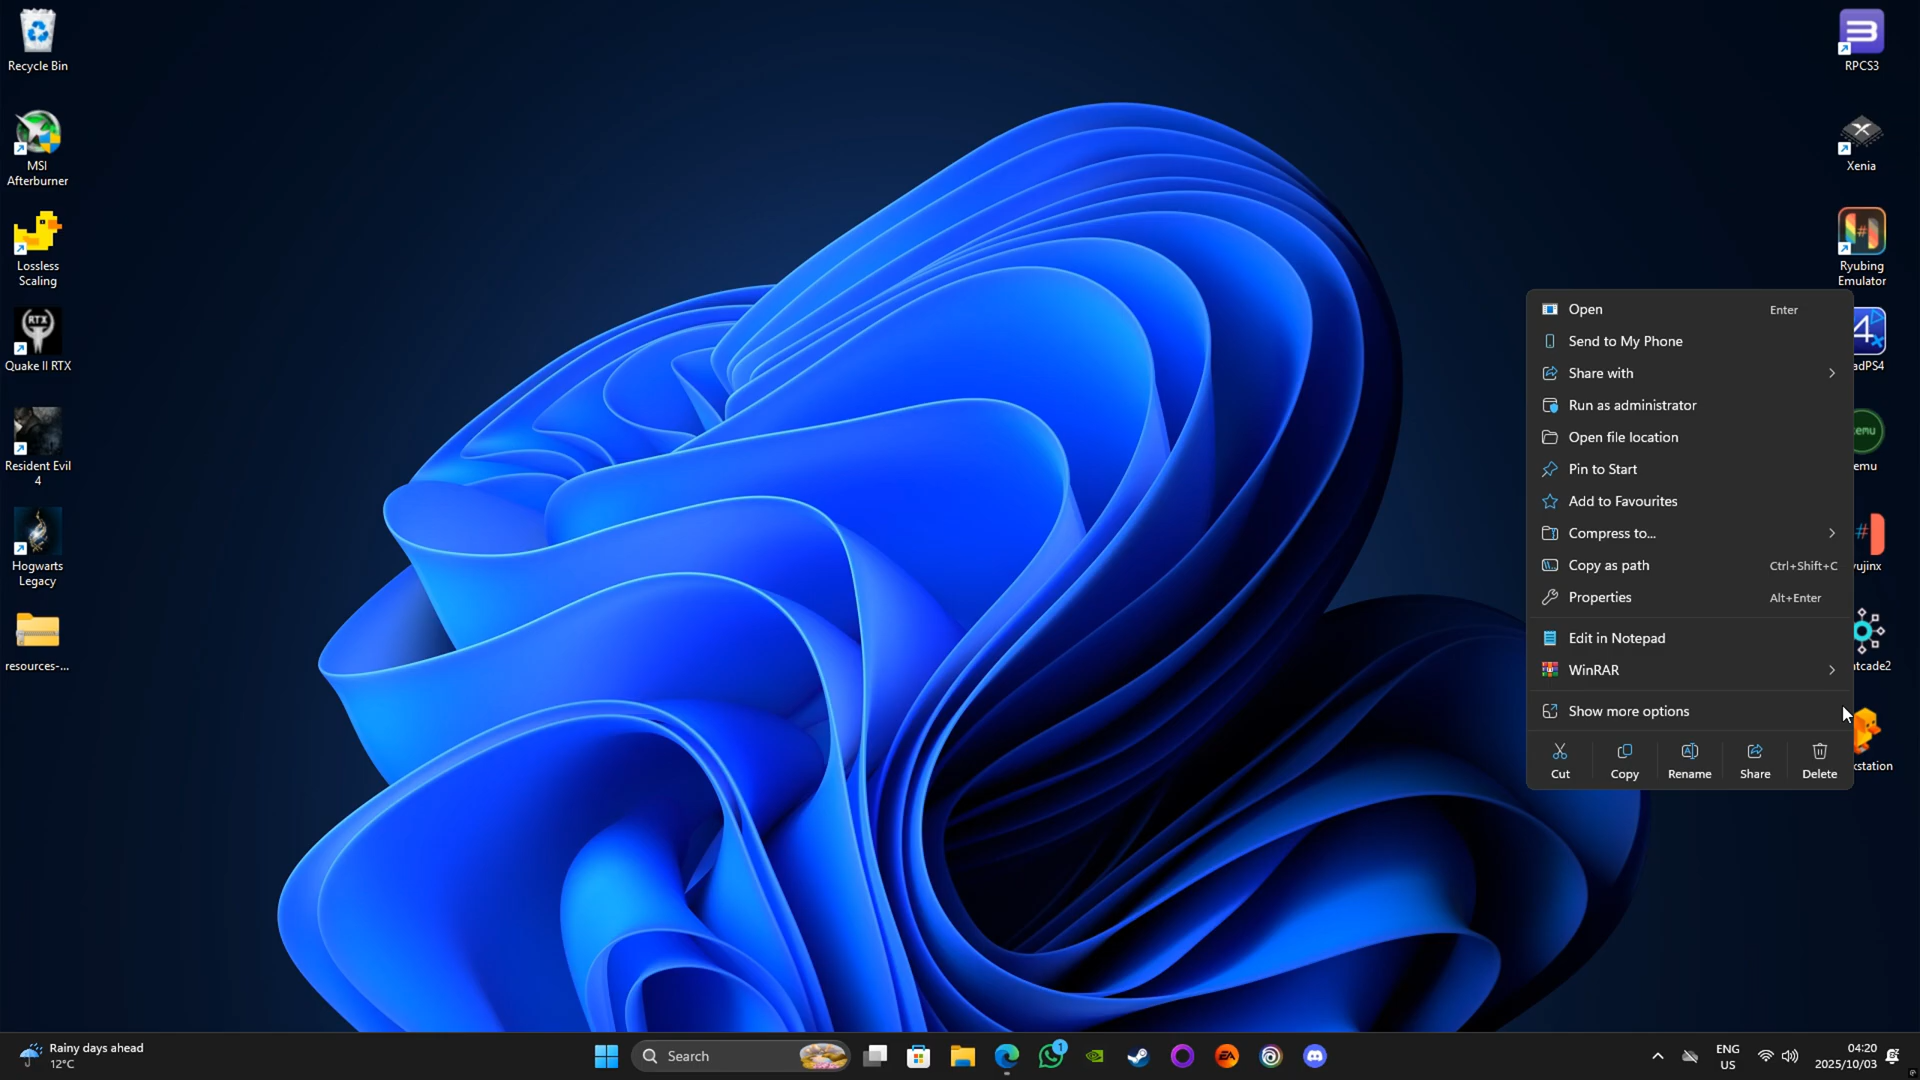 Recycle Bin
MSI
Afterburner
Lossless
Scaling
RTX
Quake II RTX
Resident Evil
4
Hogwarts
Legacy
resources-...
RPCS3
Xenia
Ryubing
Emulator
adPS4
emu
emu
yujinx
tcade2
kstation
Open Enter
Send to My Phone
Share with
Run as administrator
Open file location
Pin to Start
Add to Favourites
Compress to...
Copy as path Ctrl+Shift+C
Properties Alt+Enter
Edit in Notepad
WinRAR
Show more options
Cut Copy Rename Share Delete
Rainy days ahead
12°C
Search
1
EA
ENG
US
04:20
2025/10/03